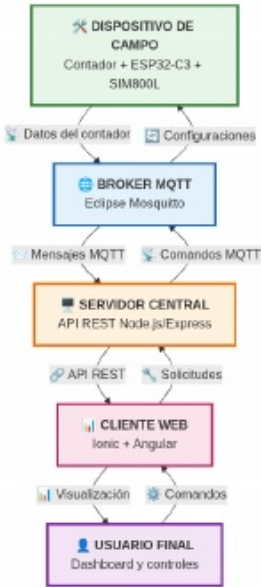 🛠️ DISPOSITIVO DE
CAMPO
Contador + ESP32-C3 +
SIM800L
📡 Datos del contador
🔄 Configuraciones
🌐 BROKER MQTT
Eclipse Mosquitto
📨 Mensajes MQTT
📡 Comandos MQTT
🖥️ SERVIDOR CENTRAL
API REST Node.js/Express
🔗 API REST
🔧 Solicitudes
📊 CLIENTE WEB
Ionic + Angular
📊 Visualización
⚙️ Comandos
👤 USUARIO FINAL
Dashboard y controles